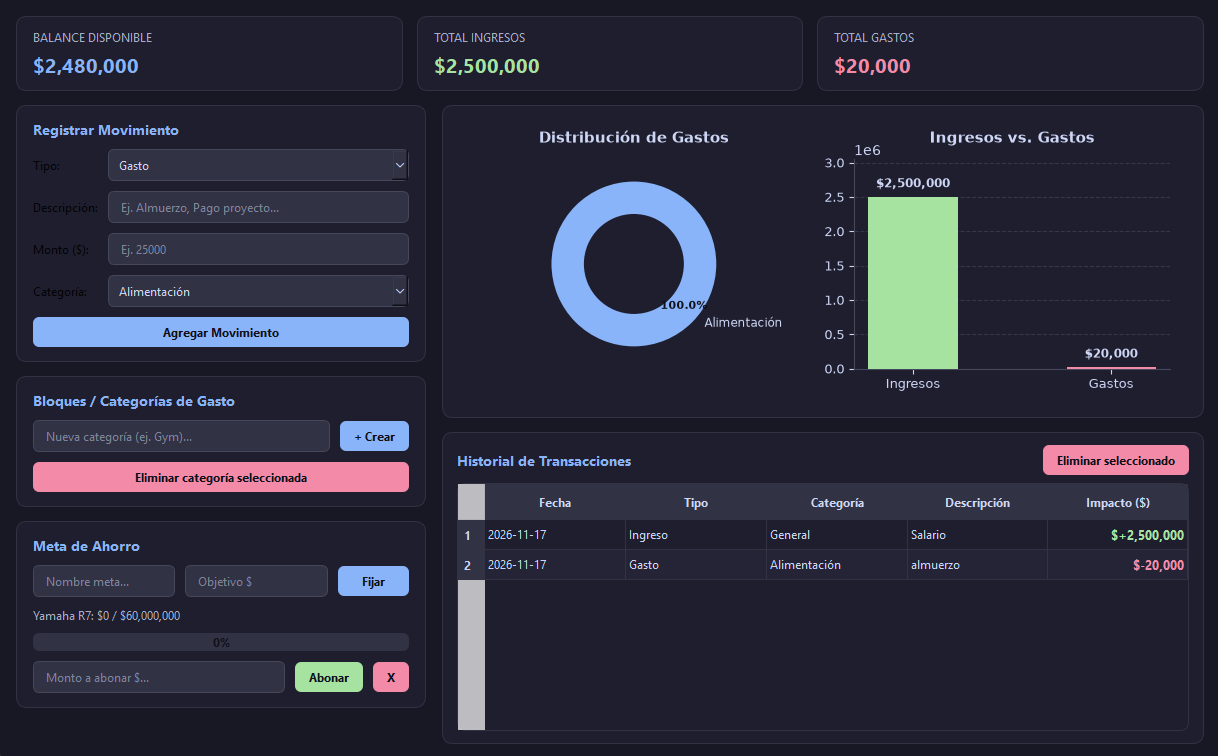 BALANCE DISPONIBLE
$2,480,000
TOTAL INGRESOS
$2,500,000
TOTAL GASTOS
$20,000
Registrar Movimiento
Tipo: Gasto
Descripción: Ej. Almuerzo, Pago proyecto...
Monto ($): Ej. 25000
Categoría: Alimentación
Agregar Movimiento
Bloques / Categorías de Gasto
Nueva categoría (ej. Gym)... + Crear
Eliminar categoría seleccionada
Meta de Ahorro
Nombre meta... Objetivo $ Fijar
Yamaha R7: $0 / $60,000,000
0%
Monto a abonar $... Abonar X
Distribución de Gastos
100.0%
Alimentación
Ingresos vs. Gastos
1e6
3.0
2.5
2.0
1.5
1.0
0.5
0.0
$2,500,000
$20,000
Ingresos Gastos
Historial de Transacciones Eliminar seleccionado
Fecha Tipo Categoría Descripción Impacto ($)
1 2026-11-17 Ingreso General Salario $+2,500,000
2 2026-11-17 Gasto Alimentación almuerzo $-20,000